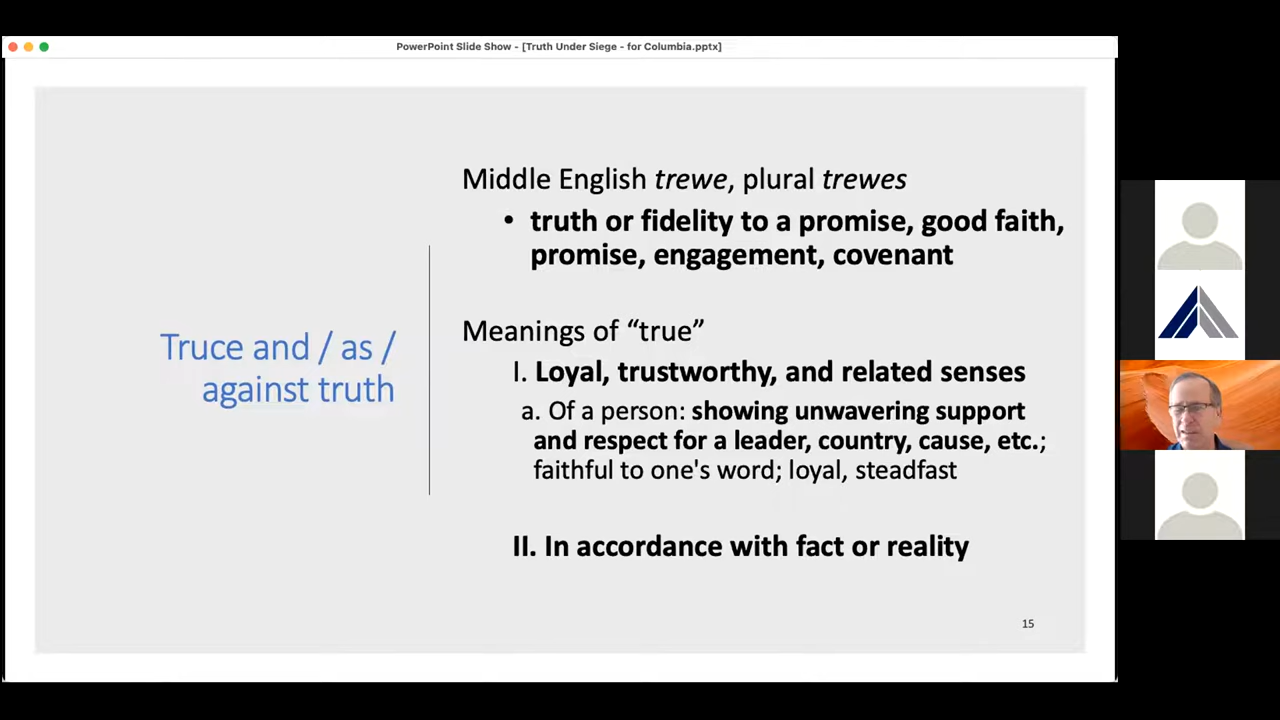 PowerPoint Slide Show - [Truth Under Siege - for Columbia.pptx]
Truce and / as /
against truth
Middle English trewe, plural trewes
• truth or fidelity to a promise, good faith,
promise, engagement, covenant
Meanings of “true”
I. Loyal, trustworthy, and related senses
a. Of a person: showing unwavering support
and respect for a leader, country, cause, etc.;
faithful to one's word; loyal, steadfast
II. In accordance with fact or reality
15